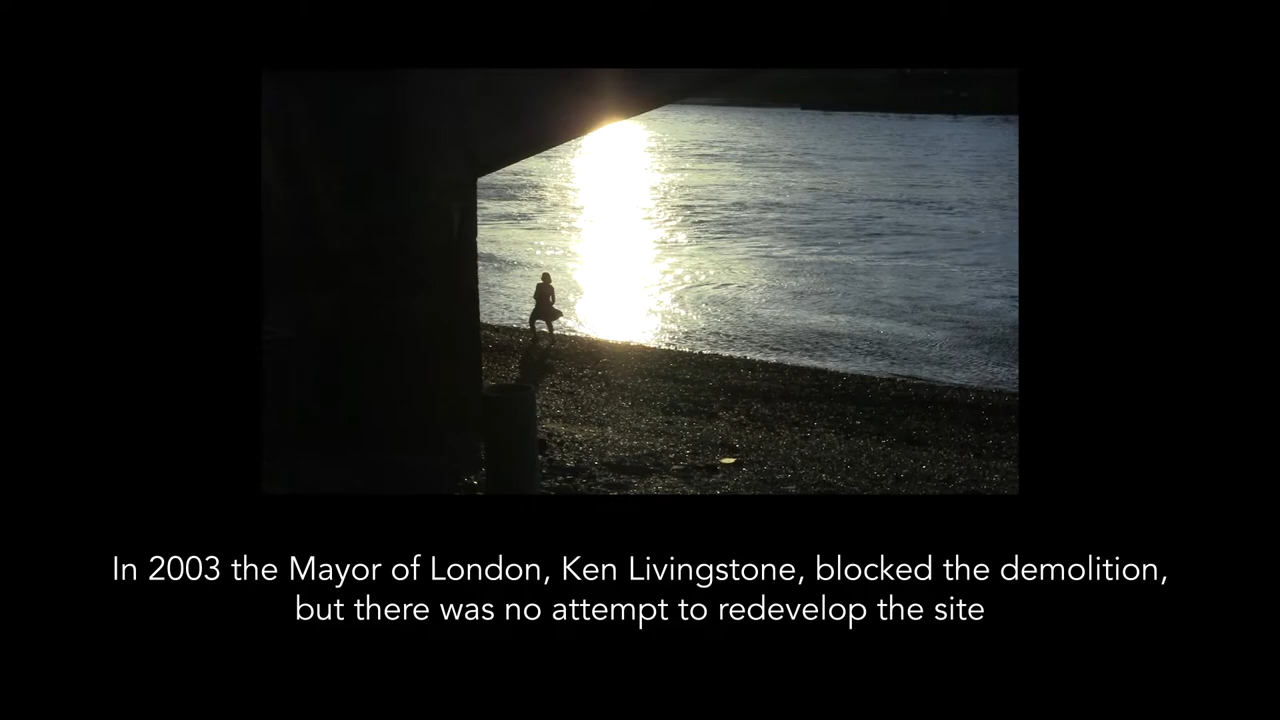 In 2003 the Mayor of London, Ken Livingstone, blocked the demolition,
but there was no attempt to redevelop the site